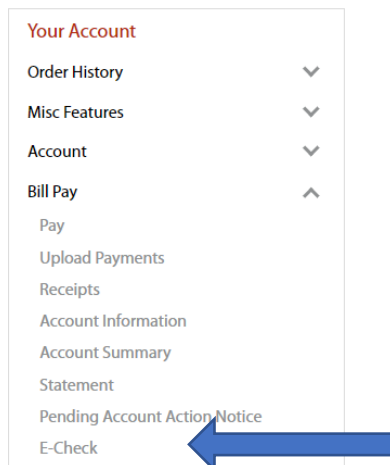 Your Account
Order History
Misc Features
Account
Bill Pay
Pay
Upload Payments
Receipts
Account Information
Account Summary
Statement
Pending Account Action Notice
E-Check